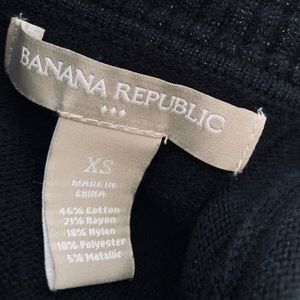 BANANA REPUBLIC
XS
MADE IN
CHINA
46% Cotton
21% Rayon
18% Nylon
10% Polyester
5% Metallic